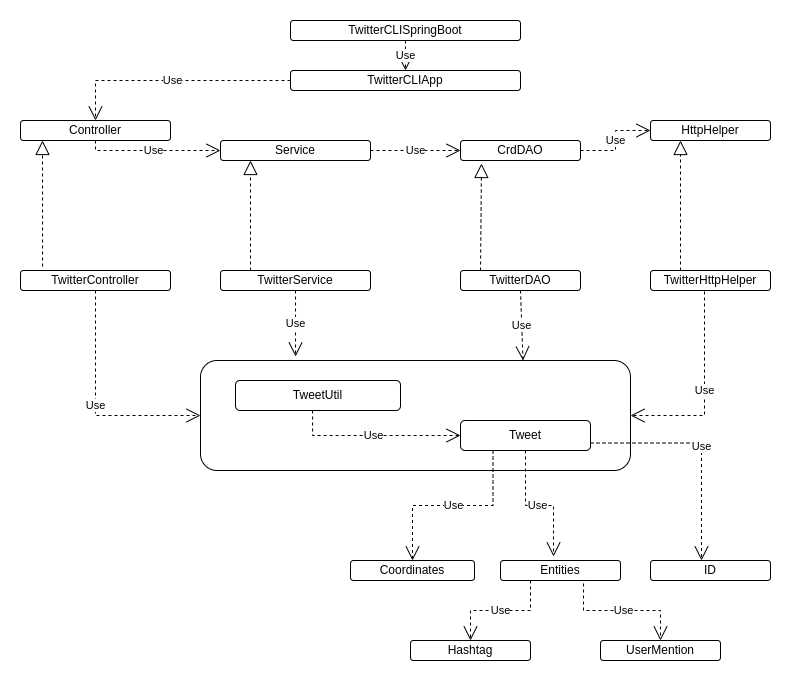 TwitterCLISpringBoot
Use
TwitterCLIApp
Use
Controller
HttpHelper
Use
Service
Use
CrdDAO
Use
TwitterController
TwitterService
TwitterDAO
TwitterHttpHelper
Use
Use
Use
Use
TweetUtil
Use
Tweet
Use
Use
Use
Coordinates
Entities
ID
Use
Use
Hashtag
UserMention